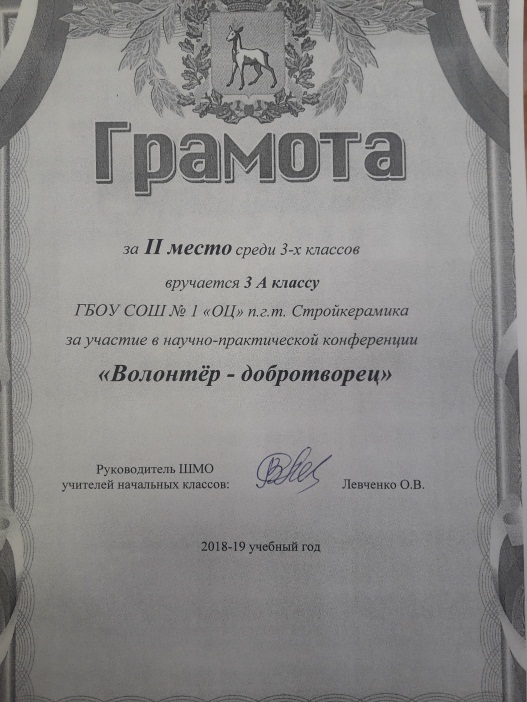 Грамота
за II место среди 3-х классов
вручается 3 А классу
ГБОУ СОШ № 1 «ОЦ» п.г.т. Стройкерамика
за участие в научно-практической конференции
«Волонтёр - добротворец»
Руководитель ШМО
учителей начальных классов:
Левченко О.В.
2018-19 учебный год